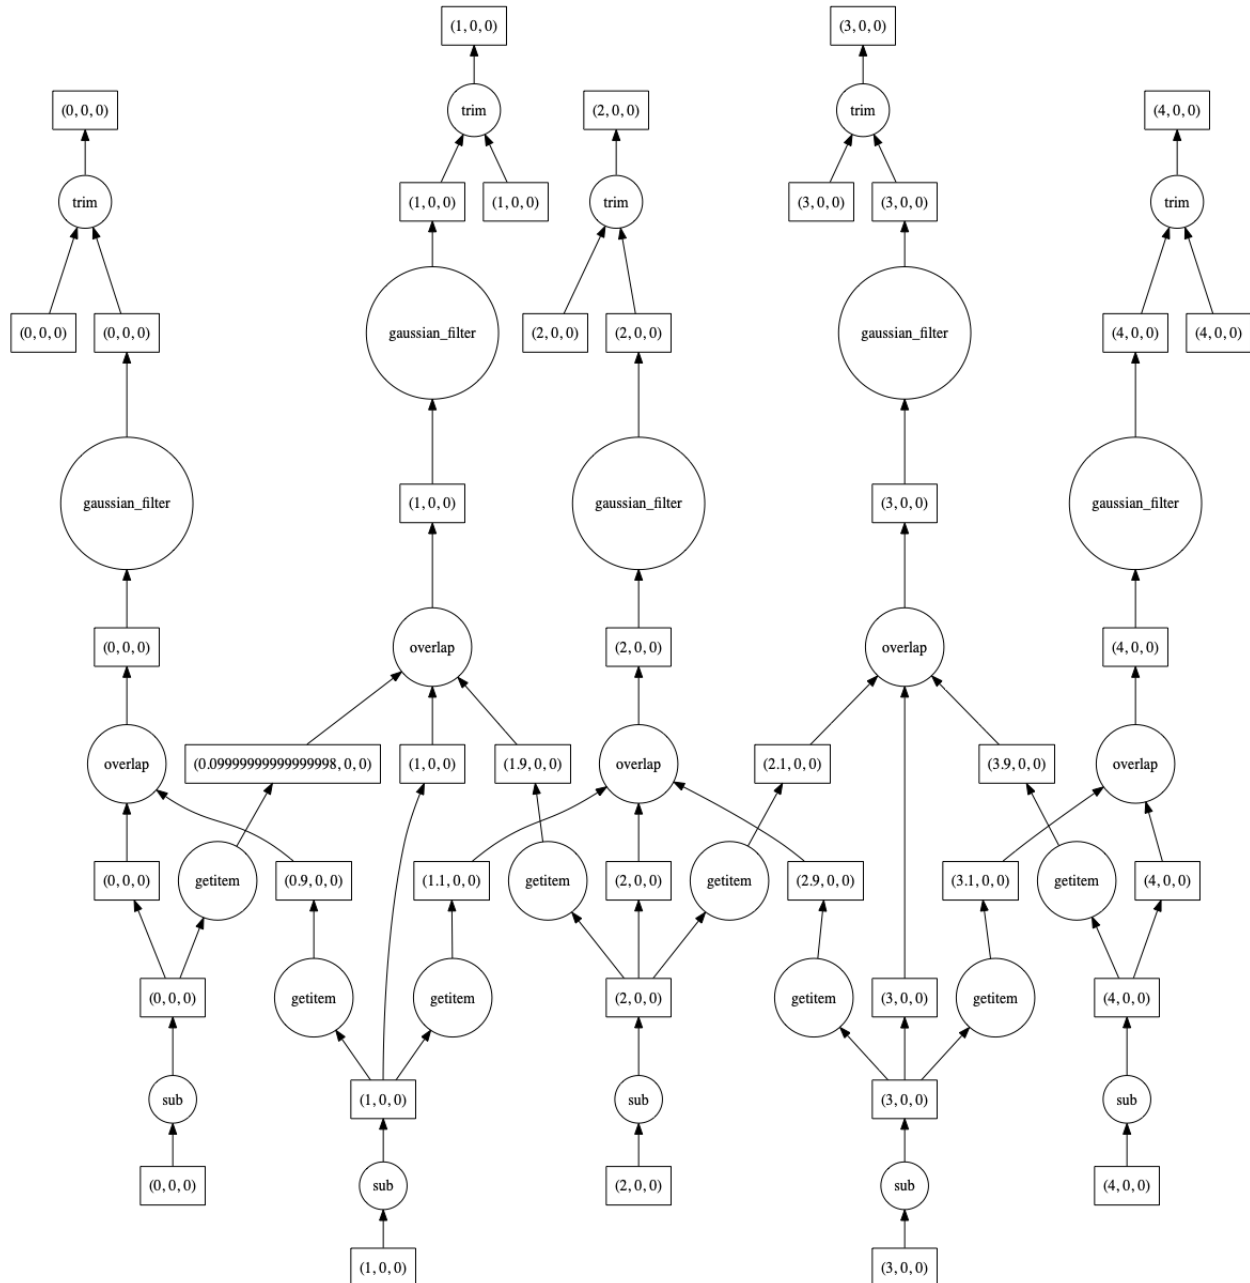 (1, 0, 0)
(3, 0, 0)
(0, 0, 0)
trim
(2, 0, 0)
trim
(4, 0, 0)
trim
(1, 0, 0)
(1, 0, 0)
trim
(3, 0, 0)
(3, 0, 0)
trim
(0, 0, 0)
(0, 0, 0)
gaussian_filter
(2, 0, 0)
(2, 0, 0)
gaussian_filter
(4, 0, 0)
(4, 0, 0)
gaussian_filter
(1, 0, 0)
gaussian_filter
(3, 0, 0)
gaussian_filter
(0, 0, 0)
overlap
(2, 0, 0)
overlap
(4, 0, 0)
overlap
(0.09999999999999998, 0, 0)
(1, 0, 0)
(1.9, 0, 0)
overlap
(2.1, 0, 0)
(3.9, 0, 0)
overlap
(0, 0, 0)
getitem
(0.9, 0, 0)
(1.1, 0, 0)
getitem
(2, 0, 0)
getitem
(2.9, 0, 0)
(3.1, 0, 0)
getitem
(4, 0, 0)
(0, 0, 0)
getitem
getitem
(2, 0, 0)
getitem
(3, 0, 0)
getitem
(4, 0, 0)
sub
(1, 0, 0)
sub
(3, 0, 0)
sub
(0, 0, 0)
sub
(2, 0, 0)
sub
(4, 0, 0)
(1, 0, 0)
(3, 0, 0)